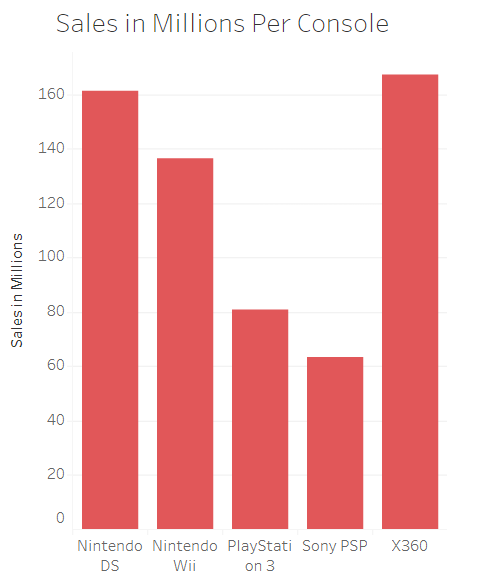 Sales in Millions Per Console
Sales in Millions
160
140
120
100
80
60
40
20
0
Nintendo DS
Nintendo Wii
PlayStati
on 3
Sony PSP
X360